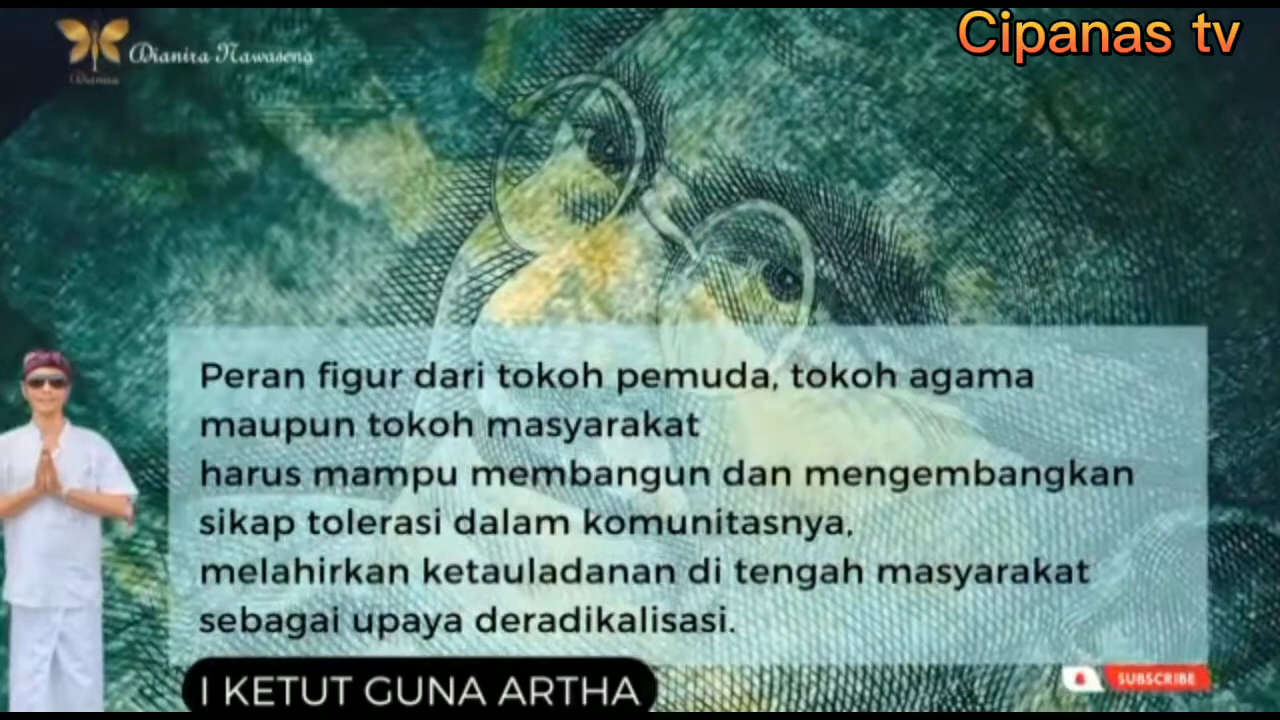 Dianira Nawasena
Dianira
Cipanas tv
Peran figur dari tokoh pemuda, tokoh agama
maupun tokoh masyarakat
harus mampu membangun dan mengembangkan
sikap tolerasi dalam komunitasnya,
melahirkan ketauladanan di tengah masyarakat
sebagai upaya deradikalisasi.
I KETUT GUNA ARTHA
SUBSCRIBE